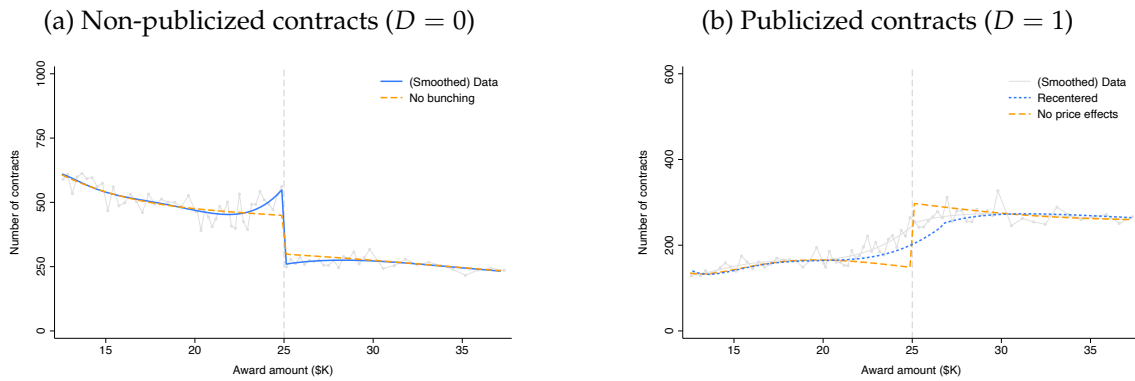 (a) Non-publicized contracts (D = 0)
(Smoothed) Data
No bunching
Number of contracts
1000
750
500
250
0
15 20 25 30 35
Award amount ($K)
(b) Publicized contracts (D = 1)
(Smoothed) Data
Recentered
No price effects
Number of contracts
600
400
200
0
15 20 25 30 35
Award amount ($K)